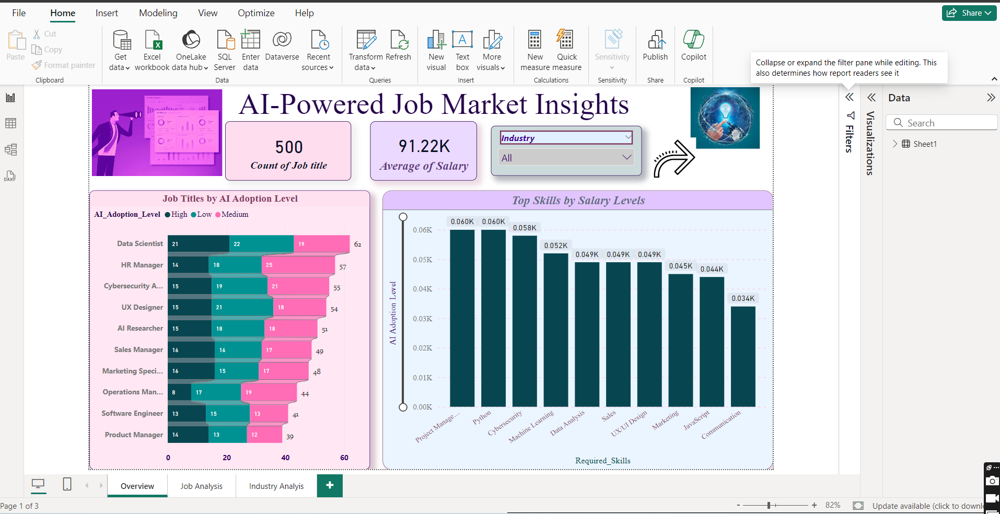 File Home Insert Modeling View Optimize Help
Share
Paste
Cut
Copy
Format painter
Clipboard
Get data
Excel workbook
OneLake data hub
SQL Server
Enter data
Dataverse
Recent sources
Data
Transform data
Refresh
Queries
New visual
Text box
More visuals
Insert
New measure
Quick measure
Calculations
Sensitivity
Sensitivity
Publish
Share
Copilot
Copilot
Collapse or expand the filter pane while editing. This
also determines how report readers see it
AI-Powered Job Market Insights
500
Count of Job title
91.22K
Average of Salary
Industry
All
Filters
Visualizations
Data
Search
Sheet1
Job Titles by AI Adoption Level
AI_Adoption_Level High Low Medium
Data Scientist 21 22 19 62
HR Manager 14 18 25 57
Cybersecurity A... 15 19 21 55
UX Designer 15 21 18 54
AI Researcher 15 18 18 51
Sales Manager 16 16 17 49
Marketing Speci... 16 15 17 48
Operations Man... 8 17 19 44
Software Engineer 13 15 13 41
Product Manager 14 13 12 39
0 20 40 60
Top Skills by Salary Levels
AI Adoption Level
0.06K
0.05K
0.04K
0.03K
0.02K
0.01K
0.00K
0.060K 0.060K 0.058K 0.052K 0.049K 0.049K 0.049K 0.045K 0.044K 0.034K
Project Manage...
Python
Cybersecurity
Machine Learning
Data Analysis
Sales
UX/UI Design
Marketing
JavaScript
Communication
Required_Skills
Overview Job Analysis Industry Analyis +
Page 1 of 3
- + 82%
Update available (click to downl